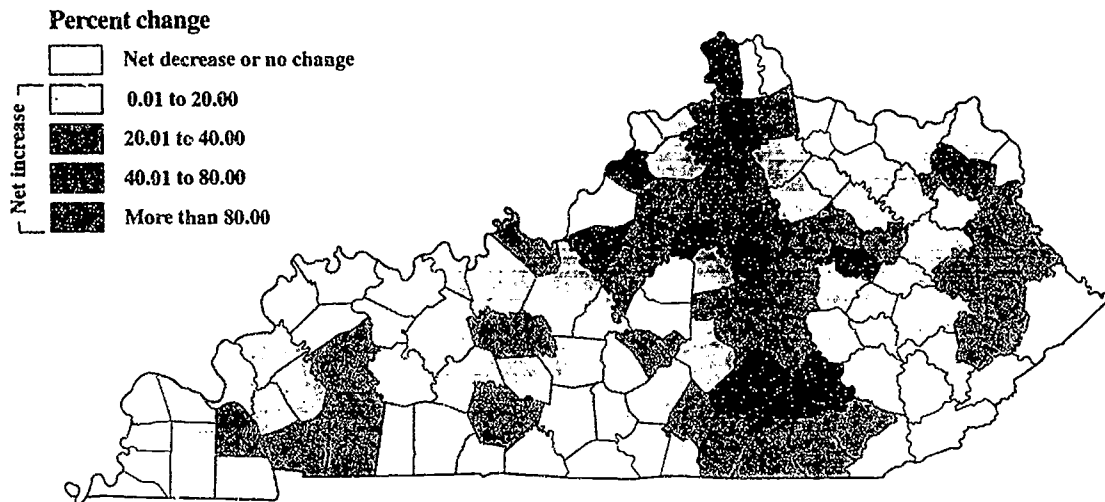 Percent change
Net decrease or no change
Net increase
0.01 to 20.00
20.01 to 40.00
40.01 to 80.00
More than 80.00